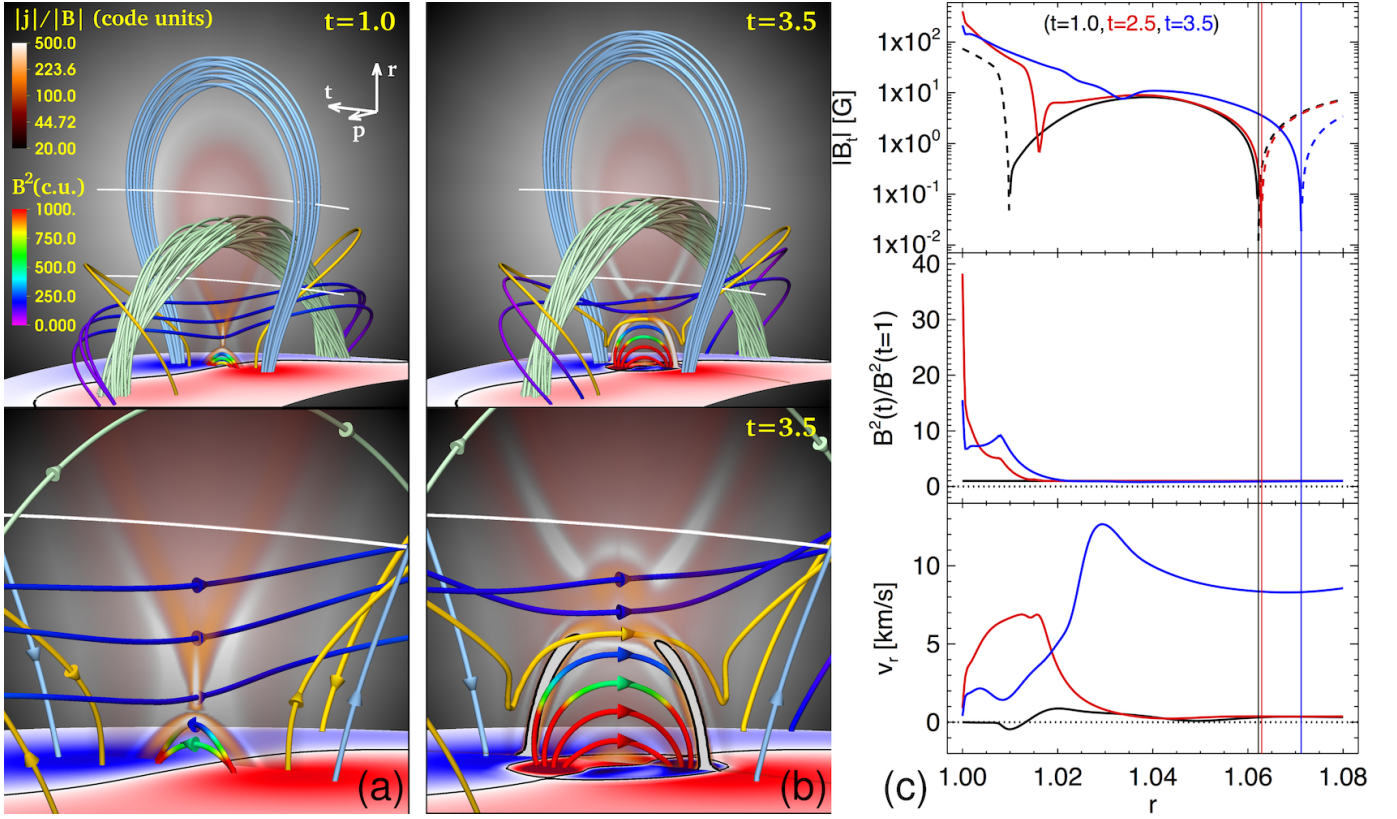 |j|/|B| (code units)
t=1.0
500.0
223.6
100.0
44.72
20.00
B²(c.u.)
1000.
750.0
500.0
250.0
0.000
r
t
p
t=3.5
t=3.5
(a)
(b)
(c)
(t=1.0,t=2.5,t=3.5)
|Bₜ| [G]
1x10²
1x10¹
1x10⁰
1x10⁻¹
1x10⁻²
B²(t)/B²(t=1)
40
30
20
10
0
vᵣ [km/s]
10
5
0
1.00 1.02 1.04 1.06 1.08
r